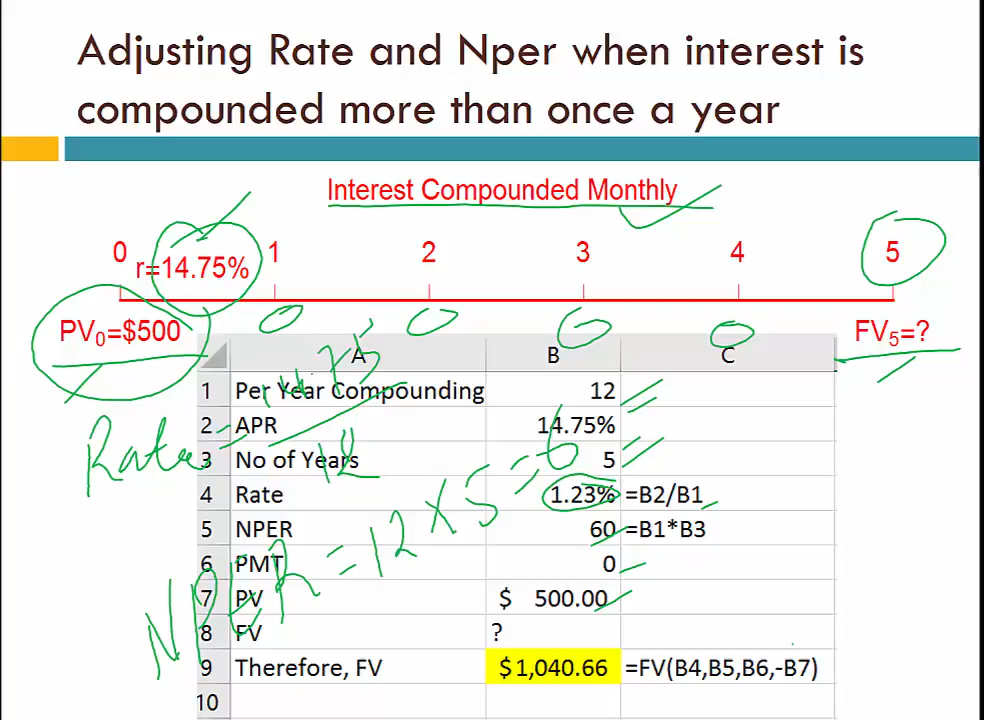 Adjusting Rate and Nper when interest is
compounded more than once a year
Interest Compounded Monthly
0 r=14.75% 1 2 3 4 5
PV0=$500 FV5=?
A B C
1 Per Year Compounding 12
2 APR 14.75%
3 No of Years 5
4 Rate 1.23% =B2/B1
5 NPER 60 =B1*B3
6 PMT 0
7 PV $ 500.00
8 FV ?
9 Therefore, FV $1,040.66 =FV(B4,B5,B6,-B7)
10
Rate = .1475
12
NPER = 12 × 5 = 6